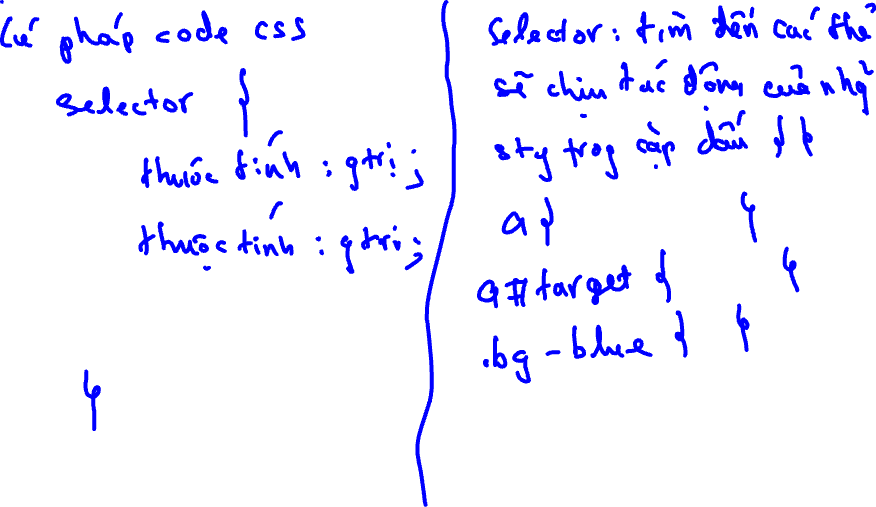 Cú pháp code css
selector {
thuộc tính : gtrị ;
thuộc tính : gtrị ;
}
Selector : tìm đến các thẻ
sẽ chịu tác động của nhg
sty trog cặp dấu { }
a { }
a#target { }
.bg-blue { }